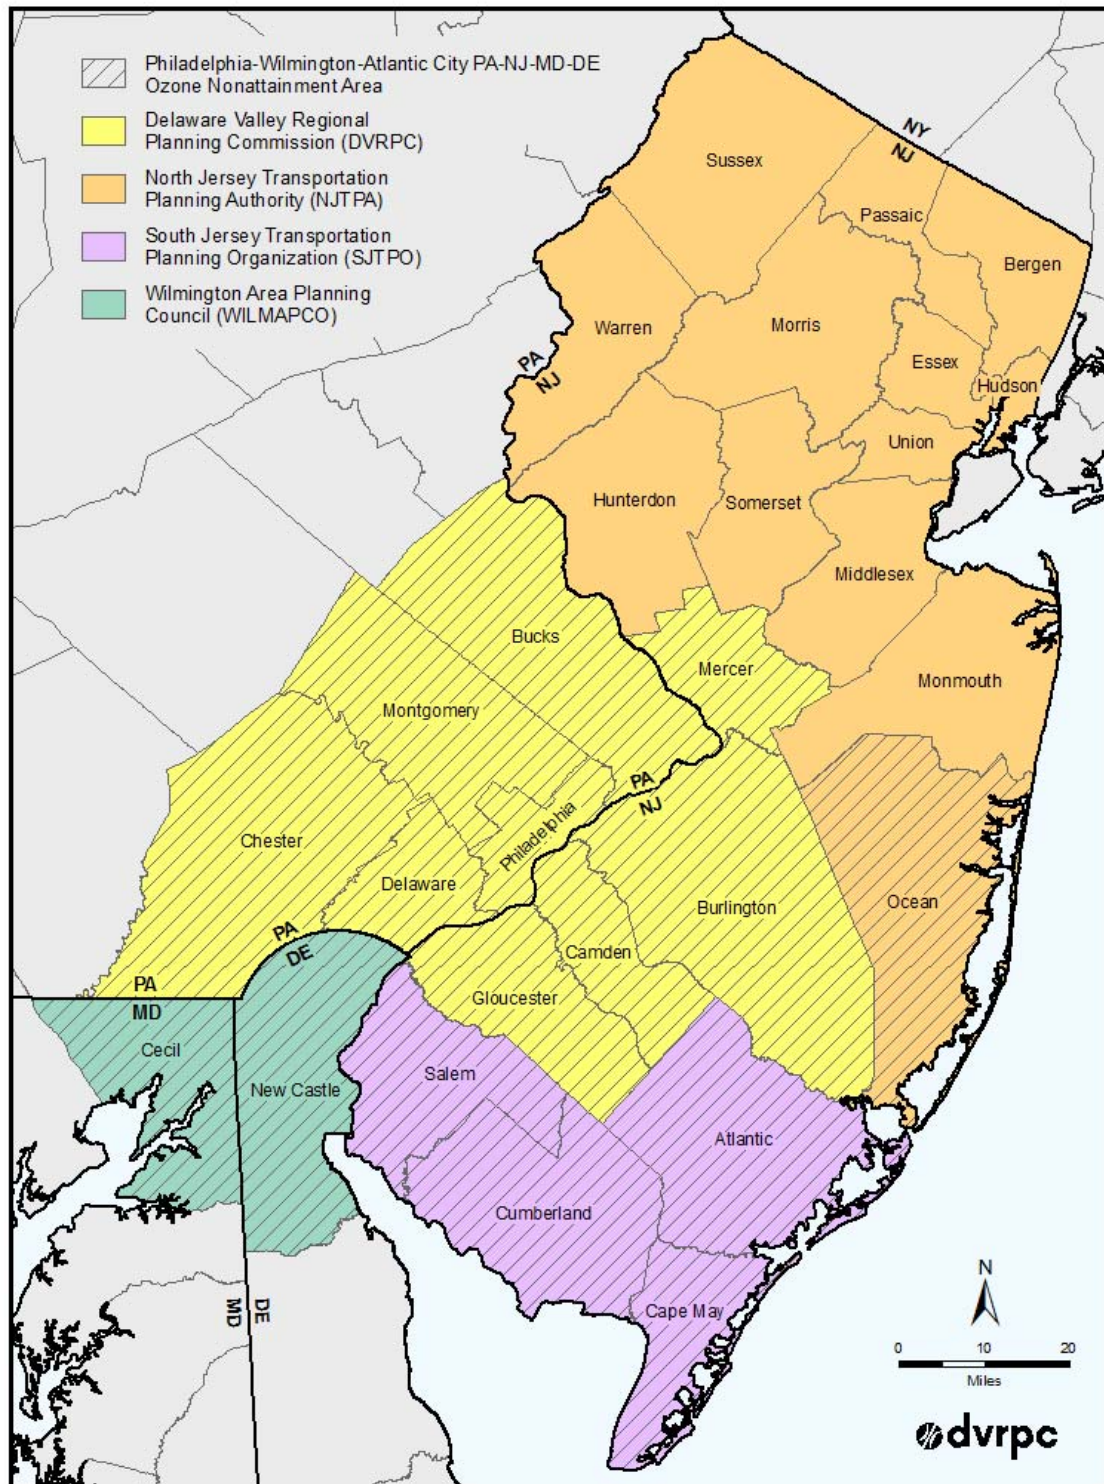 Philadelphia-Wilmington-Atlantic City PA-NJ-MD-DE
Ozone Nonattainment Area
Delaware Valley Regional
Planning Commission (DVRPC)
North Jersey Transportation
Planning Authority (NJTPA)
South Jersey Transportation
Planning Organization (SJTPO)
Wilmington Area Planning
Council (WILMAPCO)
NY
NJ
Sussex
Passaic
Bergen
Warren
Morris
PA
NJ
Essex
Hudson
Union
Hunterdon
Somerset
Middlesex
Bucks
Mercer
Monmouth
Montgomery
PA
NJ
Philadelphia
Chester
Delaware
Ocean
Burlington
PA
DE
Camden
Gloucester
PA
MD
Cecil
Salem
New Castle
Atlantic
Cumberland
N
MD
DE
Cape May
0 10 20
Miles
dvrpc